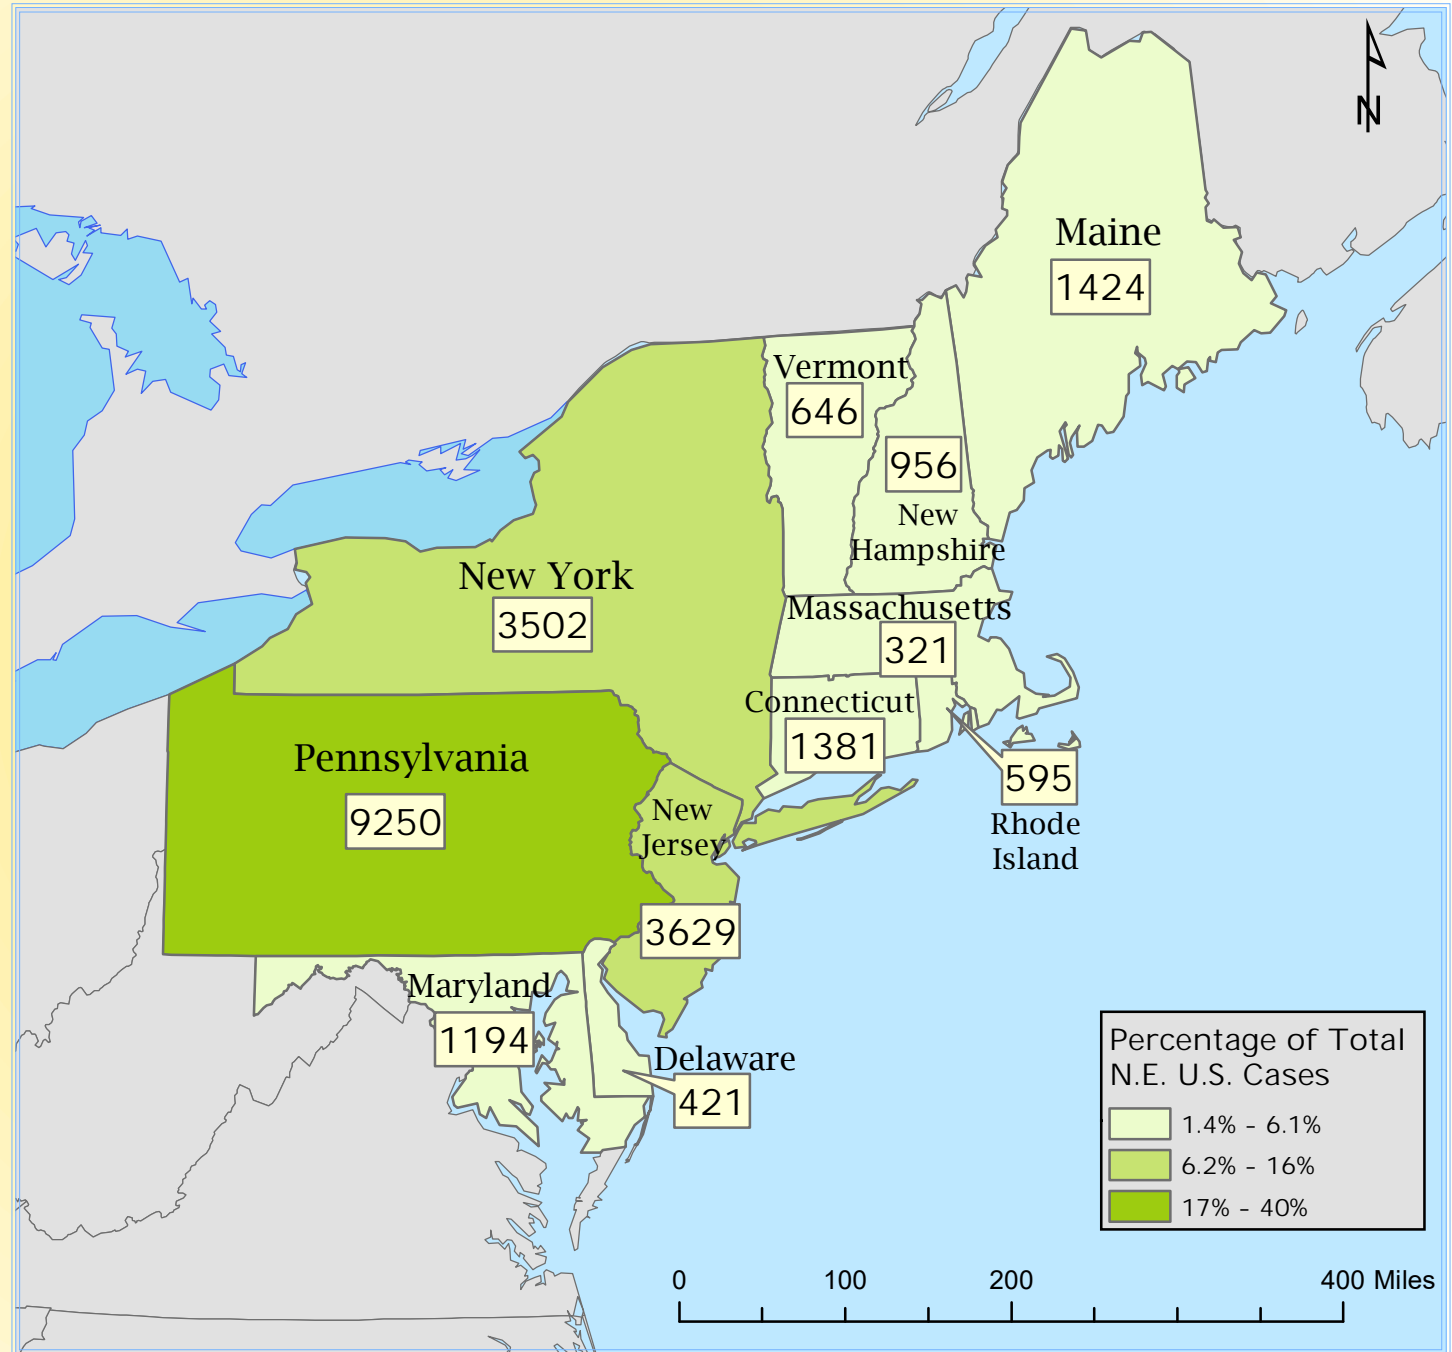 N
Maine
1424
Vermont
646
956
New
Hampshire
New York
3502
Massachusetts
321
Connecticut
1381
595
Rhode
Island
Pennsylvania
9250
New
Jersey
3629
Maryland
1194
Delaware
421
Percentage of Total
N.E. U.S. Cases
1.4% - 6.1%
6.2% - 16%
17% - 40%
0 100 200 400 Miles